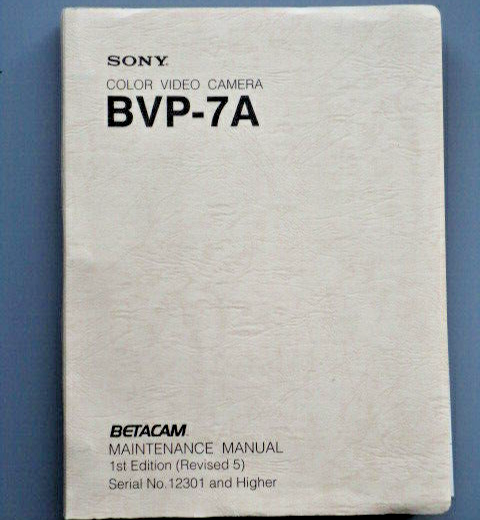 SONY
COLOR VIDEO CAMERA
BVP-7A
BETACAM
MAINTENANCE MANUAL
1st Edition (Revised 5)
Serial No.12301 and Higher